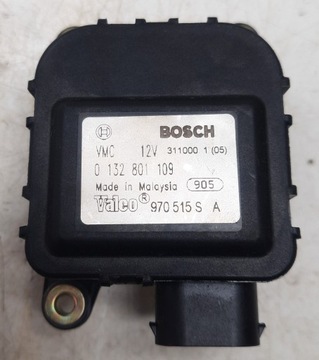 BOSCH
VMC 12V 311000 1 (05)
0 132 801 109
Made in Malaysia 905
Valeo® 970 515 S A